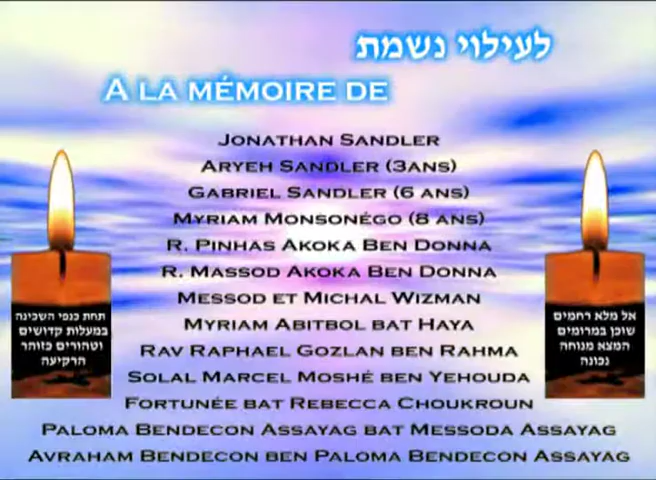 לעילוי נשמת
A LA MÉMOIRE DE
JONATHAN SANDLER
ARYEH SANDLER (3ANS)
GABRIEL SANDLER (6 ANS)
MYRIAM MONSONÉGO (8 ANS)
R. PINHAS AKOKA BEN DONNA
R. MASSOD AKOKA BEN DONNA
MESSOD ET MICHAL WIZMAN
MYRIAM ABITBOL BAT HAYA
RAV RAPHAEL GOZLAN BEN RAHMA
SOLAL MARCEL MOSHÉ BEN YEHOUDA
FORTUNÉE BAT REBECCA CHOUKROUN
PALOMA BENDECON ASSAYAG BAT MESSODA ASSAYAG
AVRAHAM BENDECON BEN PALOMA BENDECON ASSAYAG
אל מלא רחמים
שוכן במרומים
המצא מנוחה
נכונה
תחת כנפי השכינה
במעלות קדושים
וטהורים כזוהר
הרקיעה